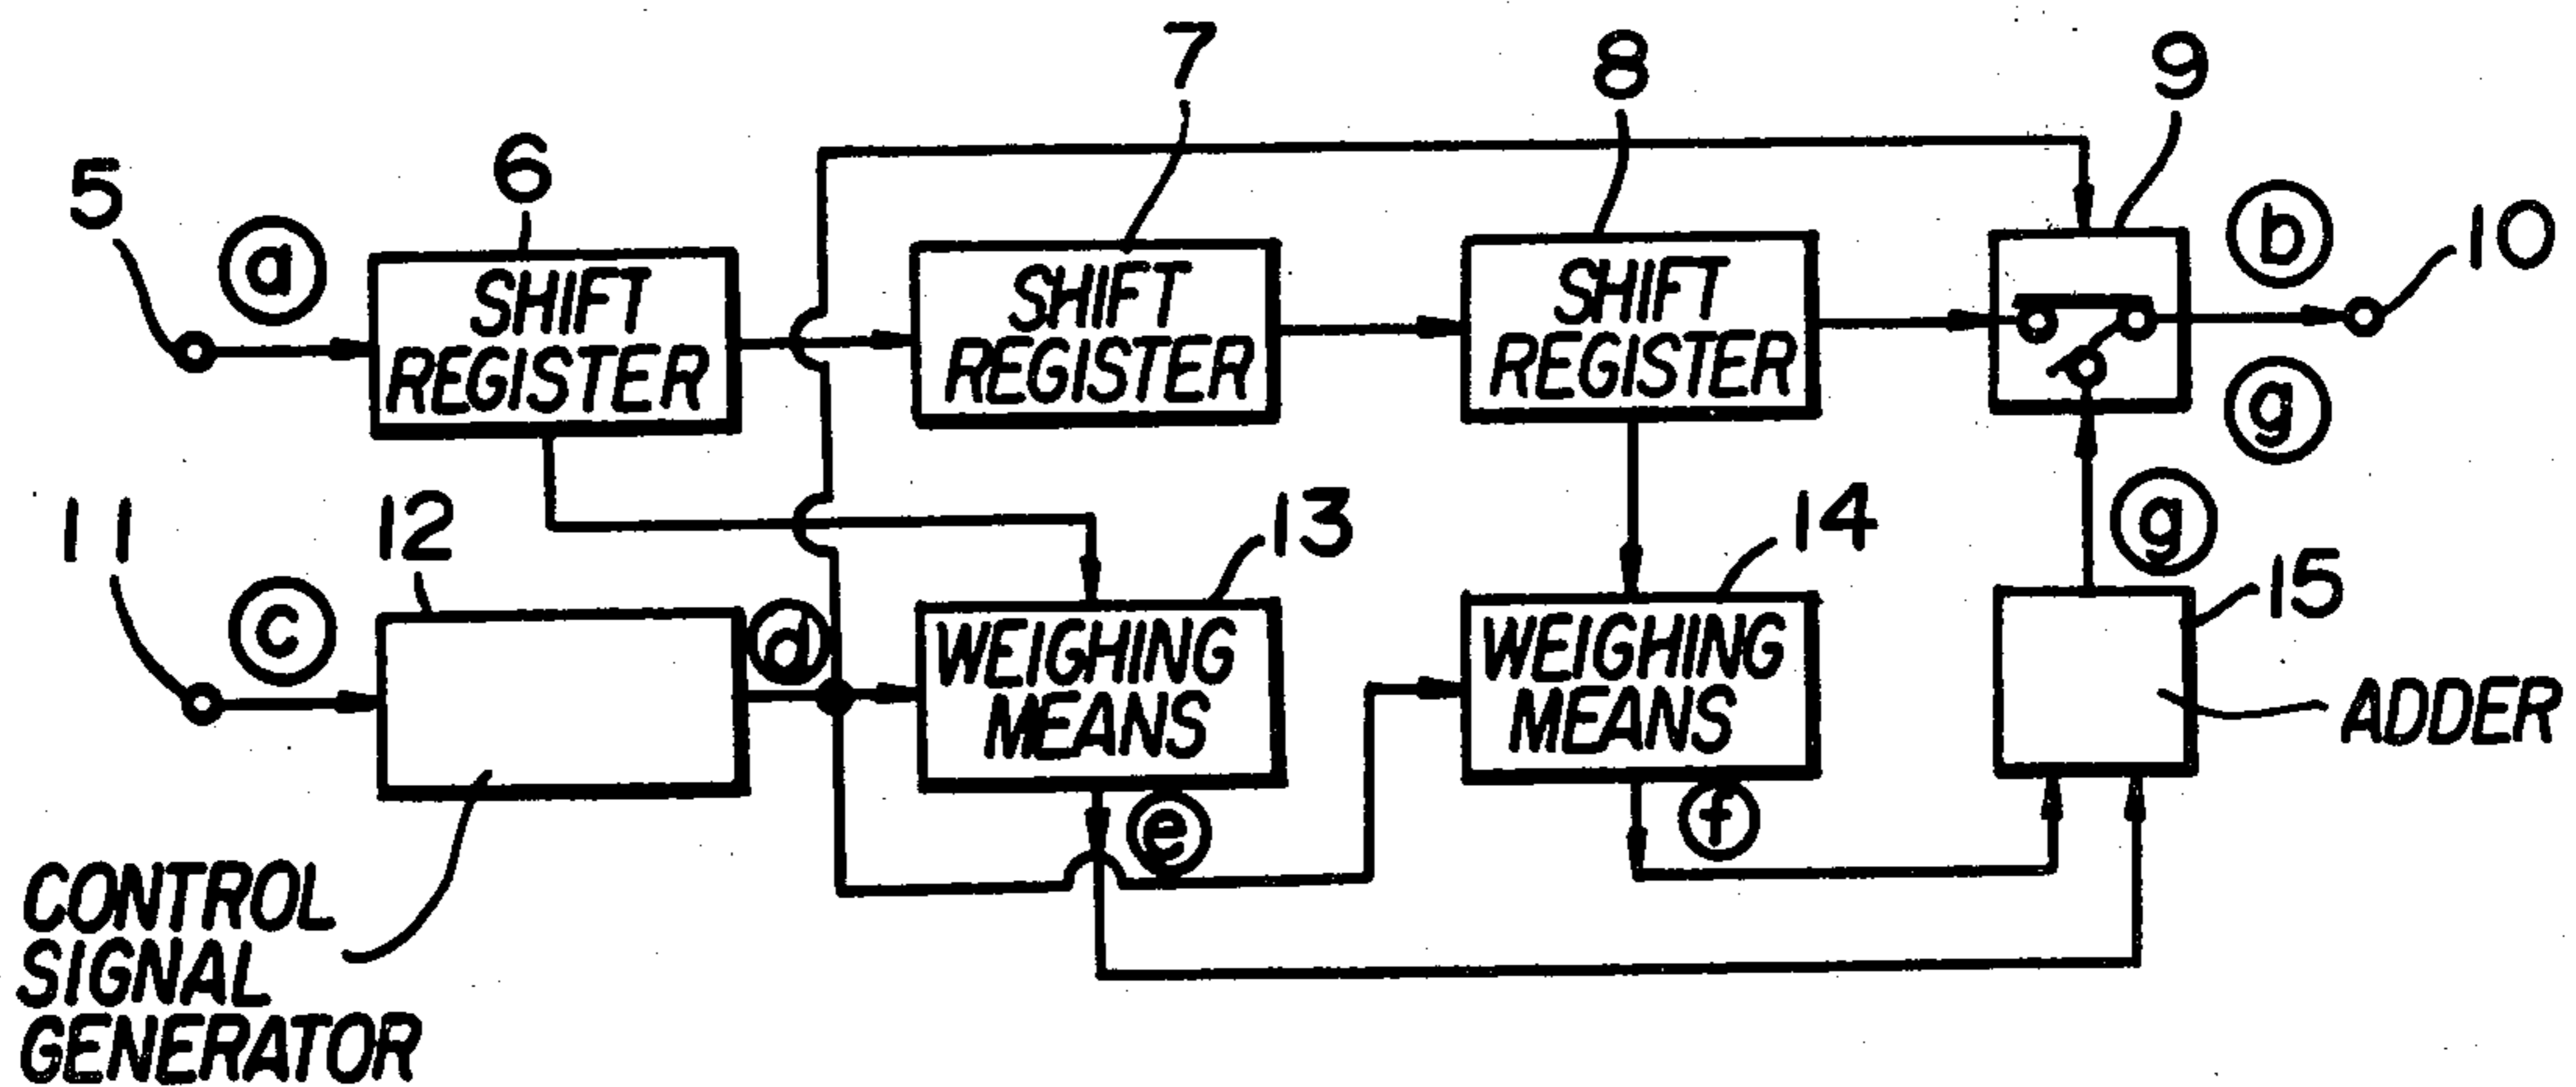 7
8
9
6
5
a
b
10
SHIFT
REGISTER
SHIFT
REGISTER
SHIFT
REGISTER
g
g
11
12
13
14
15
c
d
WEIGHING
MEANS
WEIGHING
MEANS
ADDER
e
f
CONTROL
SIGNAL
GENERATOR